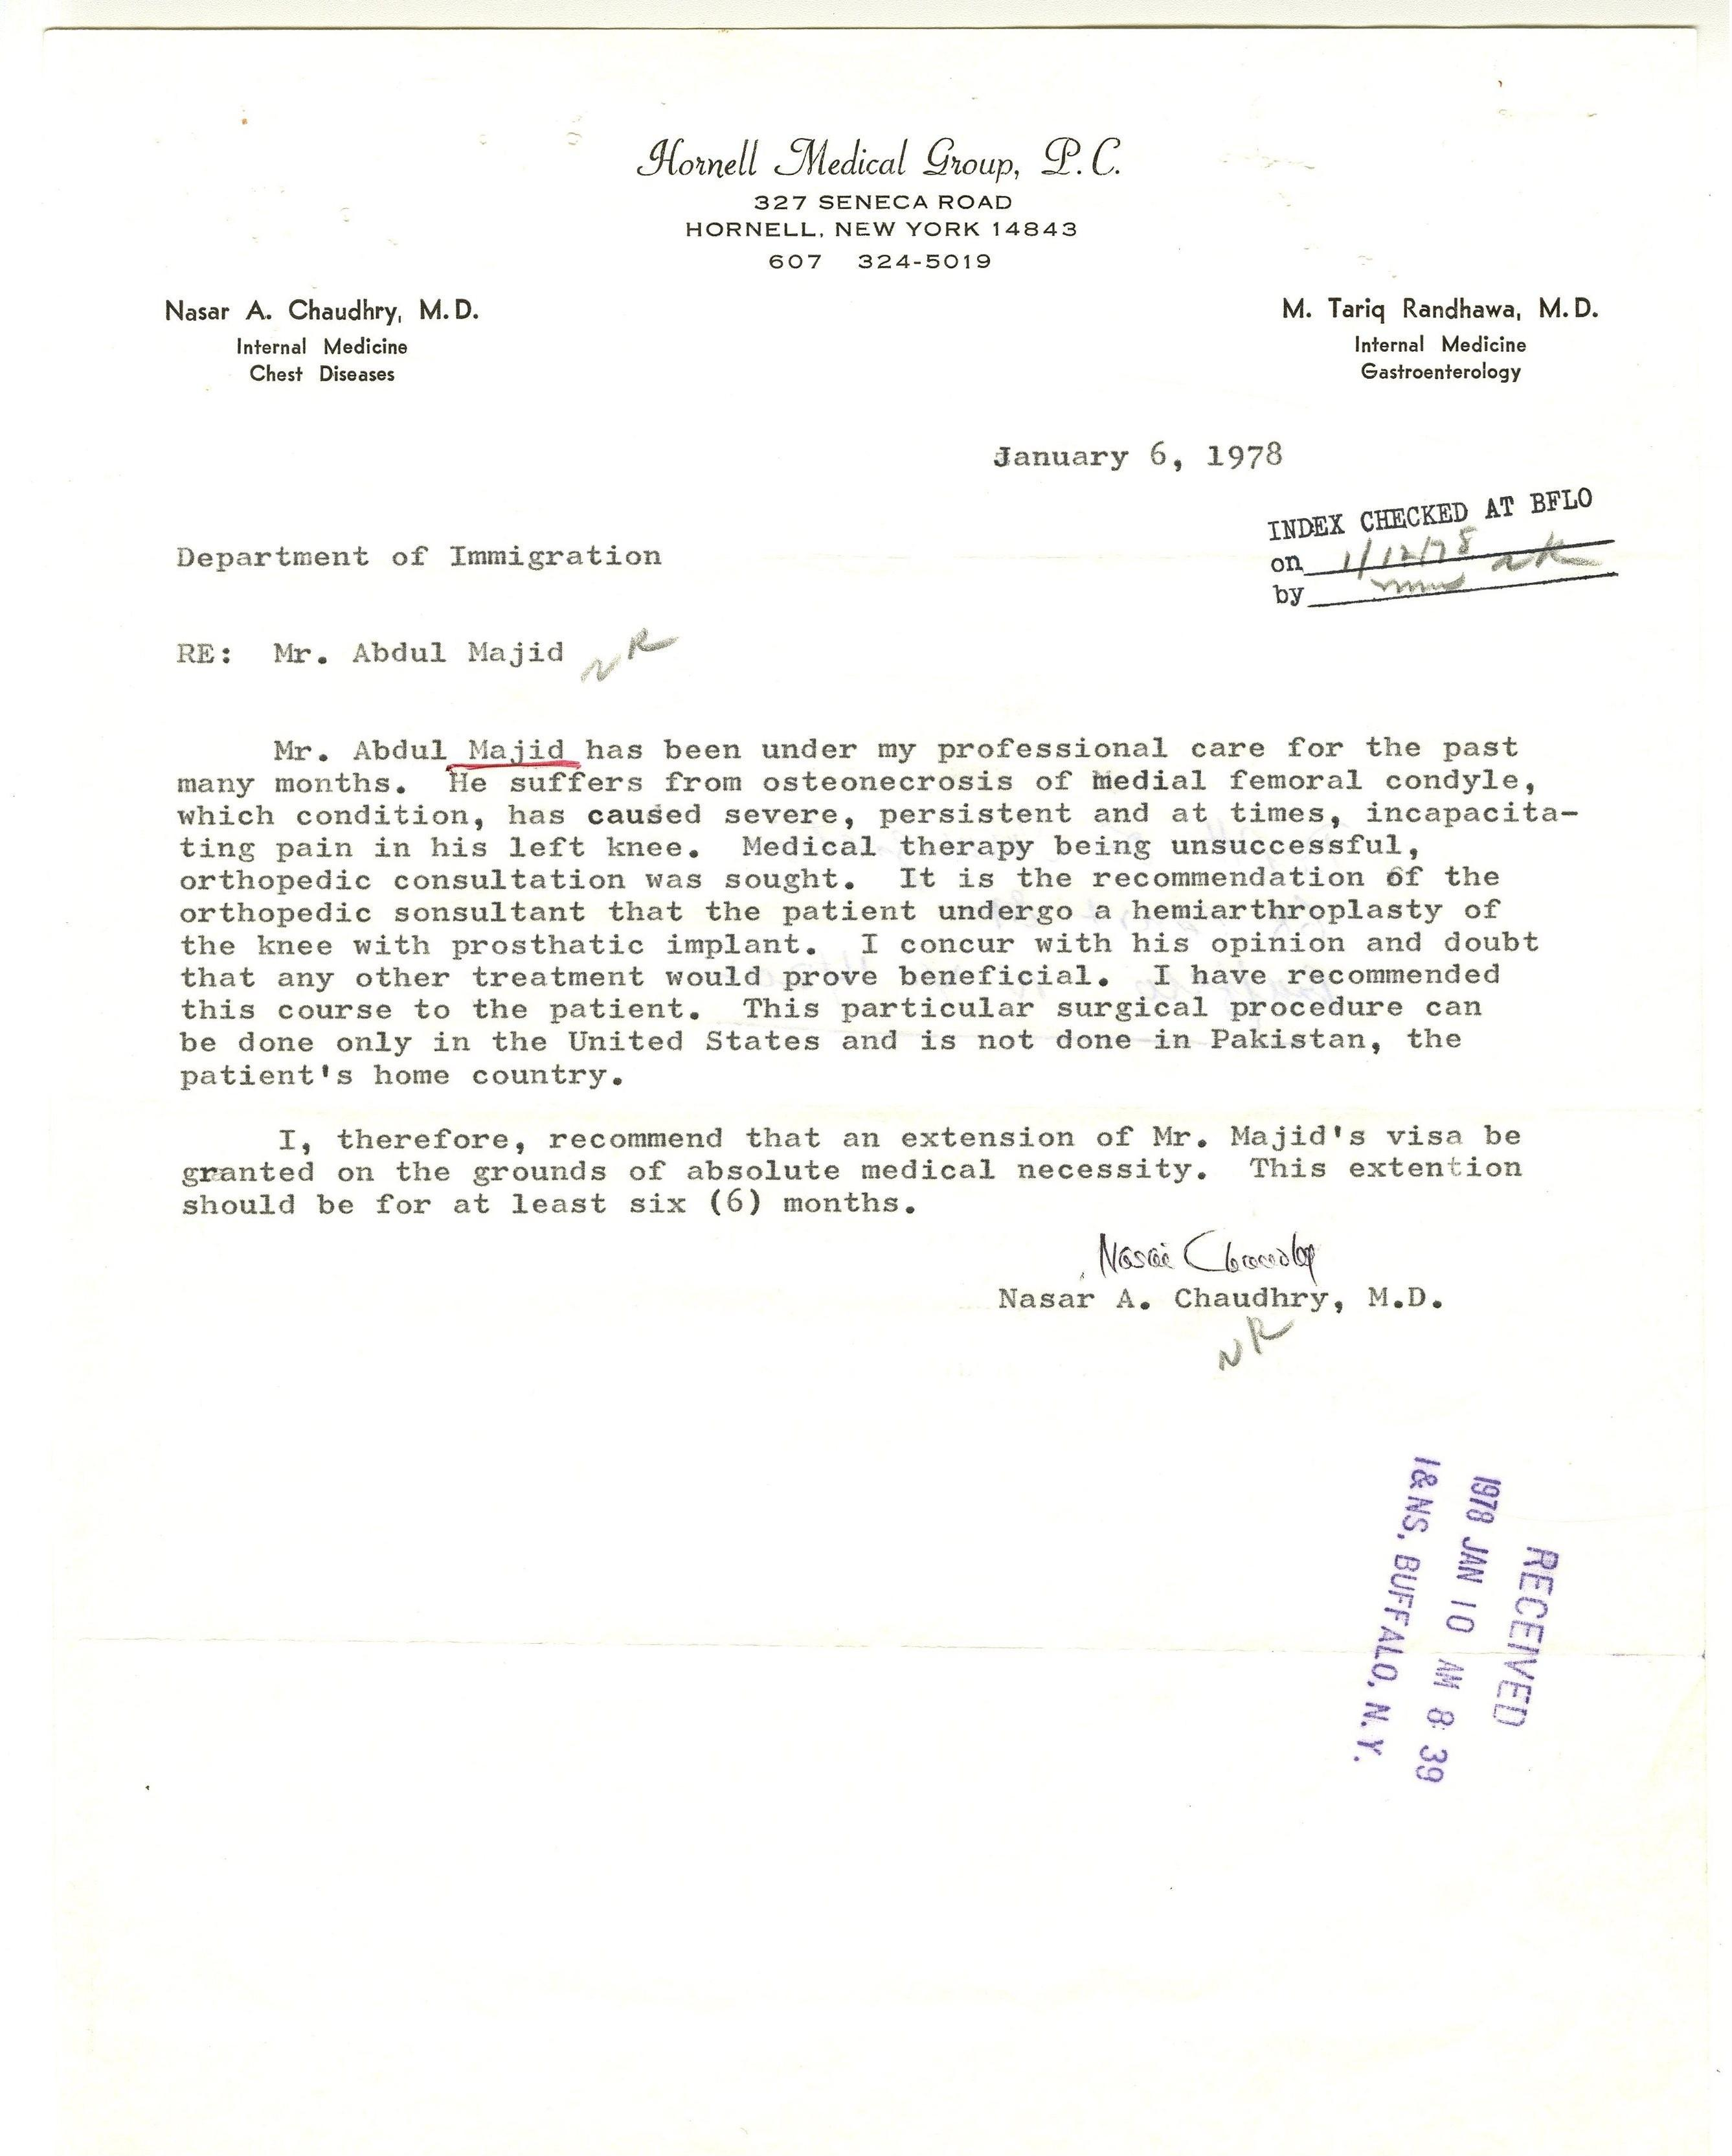 Hornell Medical Group, P.C.
327 SENECA ROAD
HORNELL, NEW YORK 14843
607 324-5019
Nasar A. Chaudhry, M.D.
Internal Medicine
Chest Diseases
M. Tariq Randhawa, M.D.
Internal Medicine
Gastroenterology
January 6, 1978
INDEX CHECKED AT BFLO
on 1/12/78
by
Department of Immigration
RE: Mr. Abdul Majid NR
Mr. Abdul Majid has been under my professional care for the past
many months. He suffers from osteonecrosis of medial femoral condyle,
which condition, has caused severe, persistent and at times, incapacita-
ting pain in his left knee. Medical therapy being unsuccessful,
orthopedic consultation was sought. It is the recommendation of the
orthopedic sonsultant that the patient undergo a hemiarthroplasty of
the knee with prosthatic implant. I concur with his opinion and doubt
that any other treatment would prove beneficial. I have recommended
this course to the patient. This particular surgical procedure can
be done only in the United States and is not done in Pakistan, the
patient's home country.
I, therefore, recommend that an extension of Mr. Majid's visa be
granted on the grounds of absolute medical necessity. This extention
should be for at least six (6) months.
Nasar Chaudhry
Nasar A. Chaudhry, M.D.
NR
RECEIVED
1978 JAN 10 AM 8 39
I&NS, BUFFALO, N.Y.